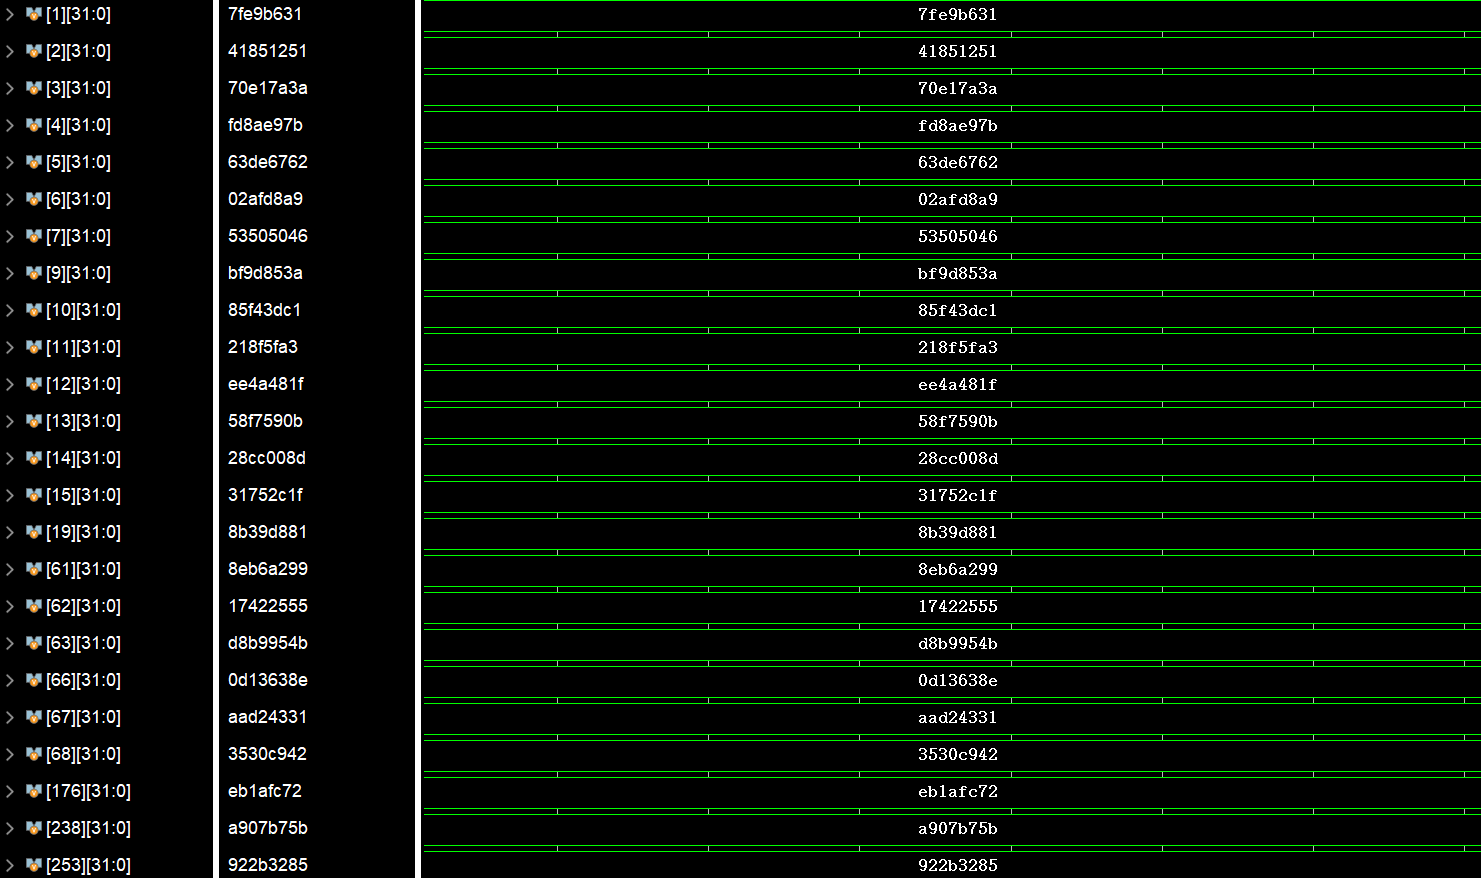 [1][31:0] 7fe9b631 7fe9b631
[2][31:0] 41851251 41851251
[3][31:0] 70e17a3a 70e17a3a
[4][31:0] fd8ae97b fd8ae97b
[5][31:0] 63de6762 63de6762
[6][31:0] 02afd8a9 02afd8a9
[7][31:0] 53505046 53505046
[9][31:0] bf9d853a bf9d853a
[10][31:0] 85f43dc1 85f43dc1
[11][31:0] 218f5fa3 218f5fa3
[12][31:0] ee4a481f ee4a481f
[13][31:0] 58f7590b 58f7590b
[14][31:0] 28cc008d 28cc008d
[15][31:0] 31752c1f 31752c1f
[19][31:0] 8b39d881 8b39d881
[61][31:0] 8eb6a299 8eb6a299
[62][31:0] 17422555 17422555
[63][31:0] d8b9954b d8b9954b
[66][31:0] 0d13638e 0d13638e
[67][31:0] aad24331 aad24331
[68][31:0] 3530c942 3530c942
[176][31:0] eb1afc72 eb1afc72
[238][31:0] a907b75b a907b75b
[253][31:0] 922b3285 922b3285